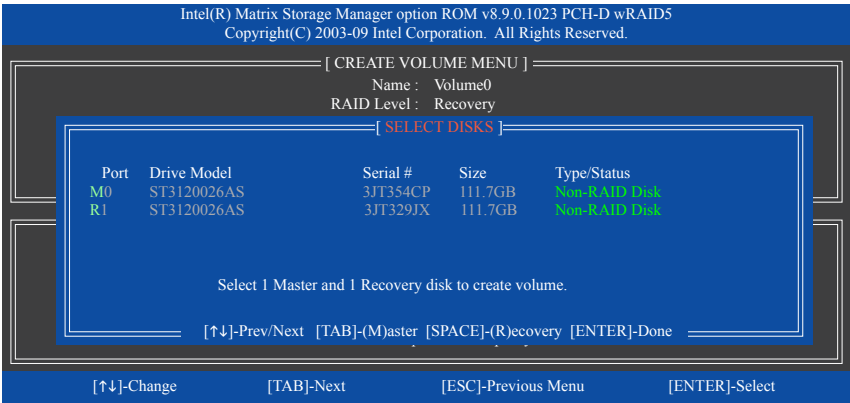 Intel(R) Matrix Storage Manager option ROM v8.9.0.1023 PCH-D wRAID5
Copyright(C) 2003-09 Intel Corporation. All Rights Reserved.
[ CREATE VOLUME MENU ]
Name : Volume0
RAID Level : Recovery
[ SELECT DISKS ]
Port Drive Model Serial # Size Type/Status
M0 ST3120026AS 3JT354CP 111.7GB Non-RAID Disk
R1 ST3120026AS 3JT329JX 111.7GB Non-RAID Disk
Select 1 Master and 1 Recovery disk to create volume.
[↑↓]-Prev/Next [TAB]-(M)aster [SPACE]-(R)ecovery [ENTER]-Done
[↑↓]-Change [TAB]-Next [ESC]-Previous Menu [ENTER]-Select